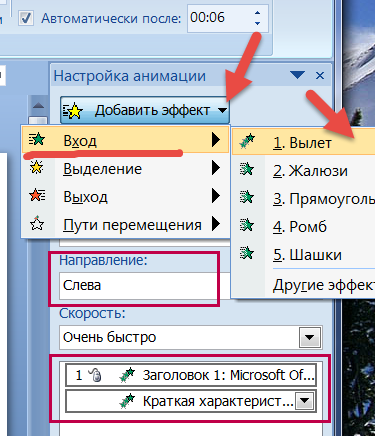 Автоматически после: 00:06
Настройка анимации
Добавить эффект
Вход
Выделение
Выход
Пути перемещения
1. Вылет
2. Жалюзи
3. Прямоуголь
4. Ромб
5. Шашки
Другие эффек
Направление:
Слева
Скорость:
Очень быстро
1 Заголовок 1: Microsoft Of...
Краткая характерист...